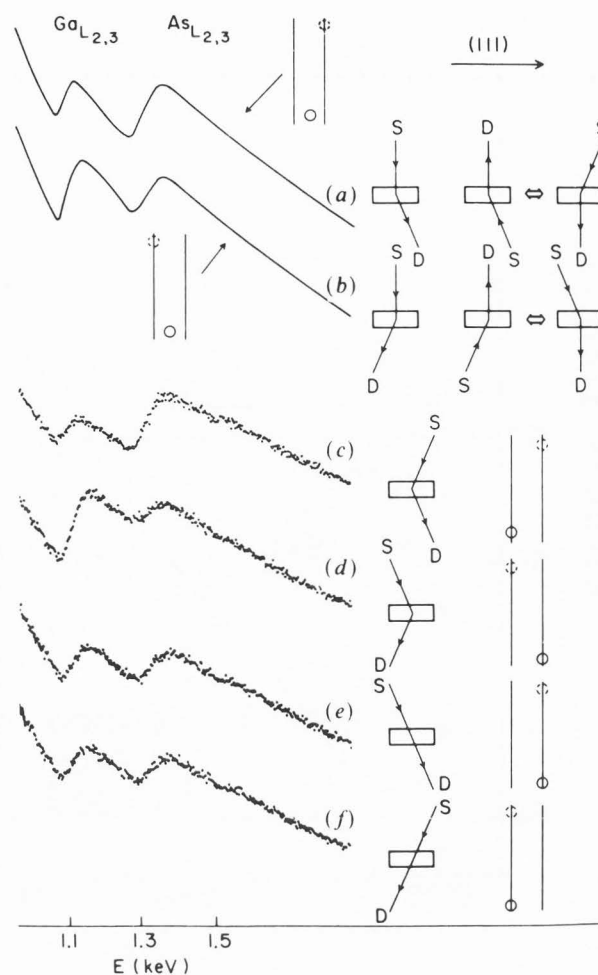 Ga L2,3 As L2,3
(111)
S D S
(a)
D S D
S D S
(b)
D S D
S
(c)
D
S
(d)
D
S
(e)
D
S
(f)
D
1.1 1.3 1.5
E (keV)